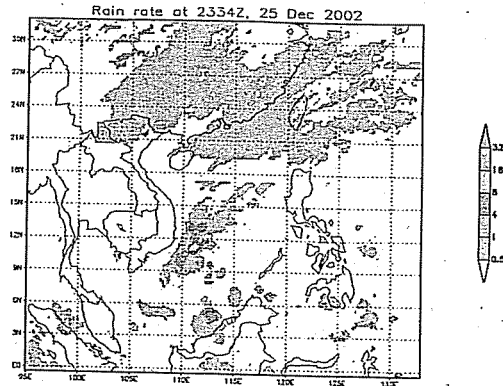 Rain rate at 2334Z, 25 Dec 2002
30N
27N
24N
21N
18N
15N
12N
9N
6N
3N
EQ
95E
100E
105E
110E
115E
120E
125E
130E
32
16
8
4
1
0.5